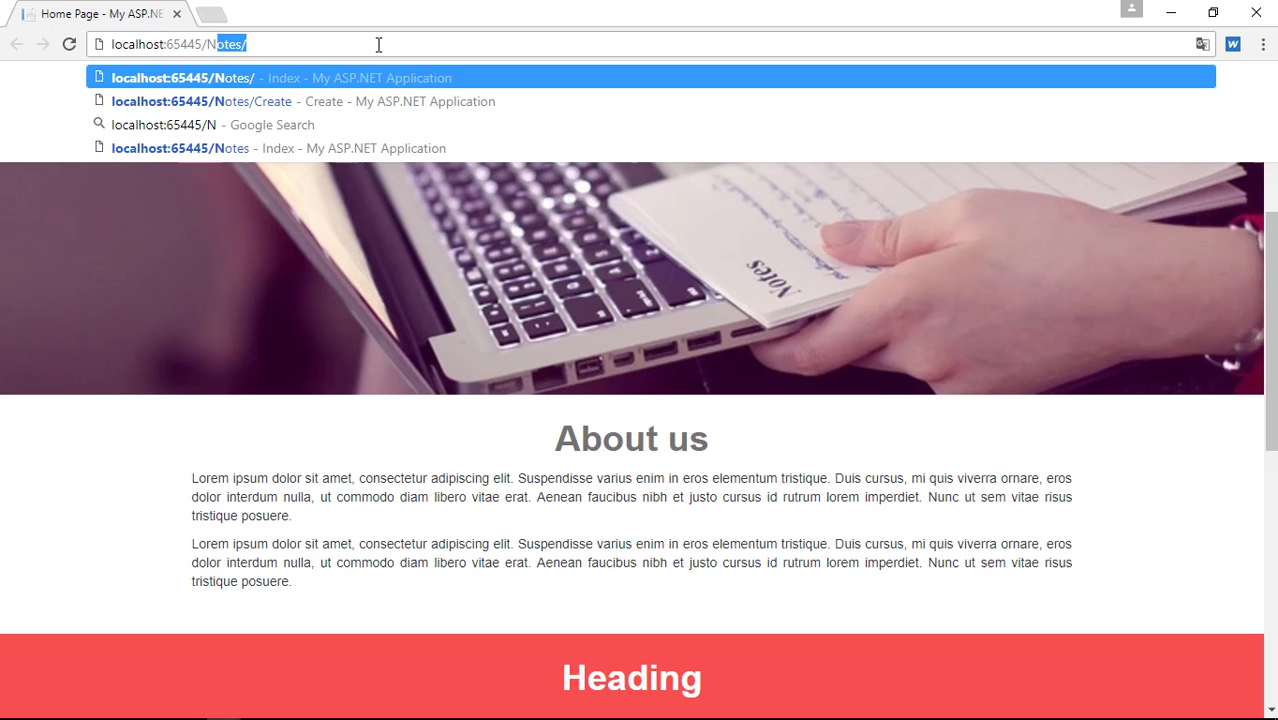 Home Page - My ASP.NE
localhost:65445/Notes/
localhost:65445/Notes/ - Index - My ASP.NET Application
localhost:65445/Notes/Create - Create - My ASP.NET Application
localhost:65445/N - Google Search
localhost:65445/Notes - Index - My ASP.NET Application
W
Notes
About us
Lorem ipsum dolor sit amet, consectetur adipiscing elit. Suspendisse varius enim in eros elementum tristique. Duis cursus, mi quis viverra ornare, eros
dolor interdum nulla, ut commodo diam libero vitae erat. Aenean faucibus nibh et justo cursus id rutrum lorem imperdiet. Nunc ut sem vitae risus
tristique posuere.
Lorem ipsum dolor sit amet, consectetur adipiscing elit. Suspendisse varius enim in eros elementum tristique. Duis cursus, mi quis viverra ornare, eros
dolor interdum nulla, ut commodo diam libero vitae erat. Aenean faucibus nibh et justo cursus id rutrum lorem imperdiet. Nunc ut sem vitae risus
tristique posuere.
Heading